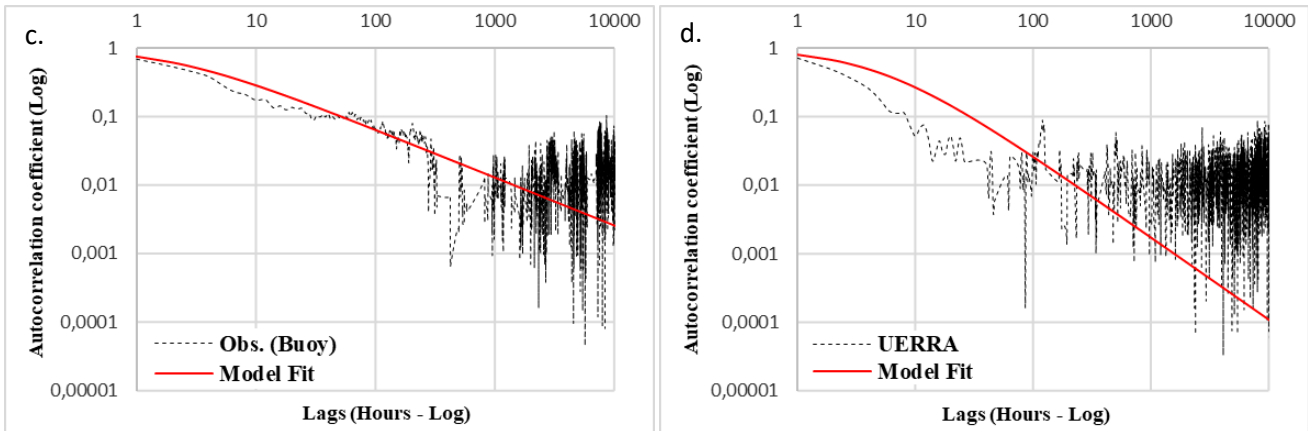 c.
1 10 100 1000 10000
1
0,1
0,01
0,001
0,0001
0,00001
Autocorrelation coefficient (Log)
Obs. (Buoy)
Model Fit
Lags (Hours - Log)
d.
1 10 100 1000 10000
1
0,1
0,01
0,001
0,0001
0,00001
Autocorrelation coefficient (Log)
UERRA
Model Fit
Lags (Hours - Log)